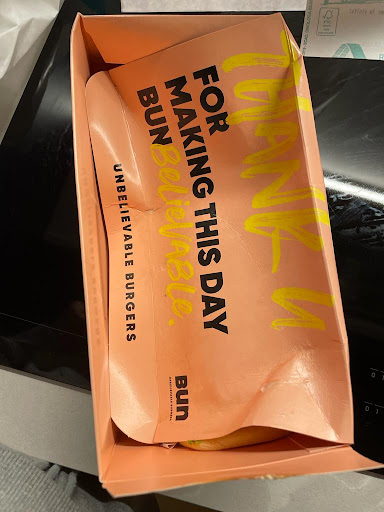 THANK U
FOR
MAKING THIS DAY
BUNBelieVABLE.
UNBELIEVABLE BURGERS
BUN